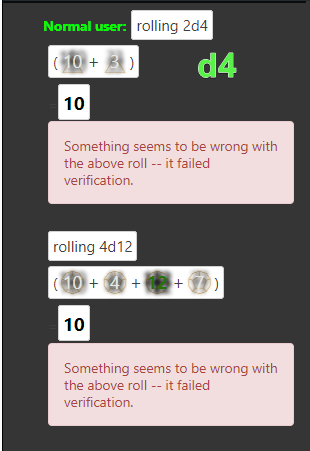 Normal user: rolling 2d4
(10 + 3)
d4
= 10
Something seems to be wrong with
the above roll -- it failed
verification.
rolling 4d12
(10 + 4 + 12 + 7)
= 10
Something seems to be wrong with
the above roll -- it failed
verification.